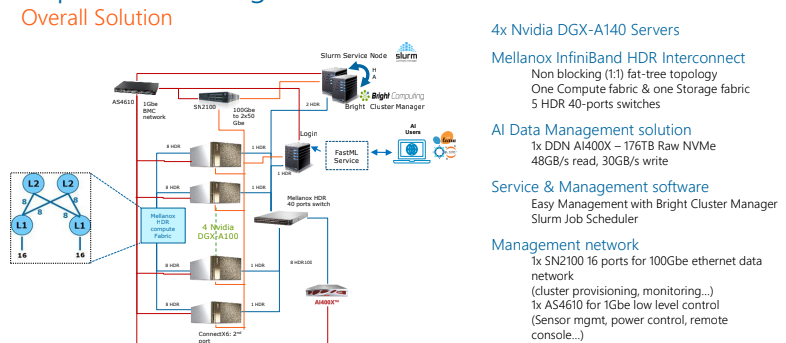 Overall Solution
Slurm Service Node
slurm
H
A
Bright Computing
Bright Cluster Manager
AS4610
1Gbe
BMC
network
SN2100
100Gbe
to 2x50
Gbe
2 HDR
Login
FastML
Service
AI
Users
8 HDR
1 HDR
1 HDR
8 HDR
1 HDR
Mellanox HDR
40 ports switch
L2
L2
8
8
8
8
L1
L1
16
16
Mellanox
HDR
compute
Fabric
4 Nvidia
DGX-A100
8 HDR
1 HDR
8 HDR100
AI400X™
8 HDR
1 HDR
ConnectX6: 2nd
port
4x Nvidia DGX-A140 Servers
Mellanox InfiniBand HDR Interconnect
Non blocking (1:1) fat-tree topology
One Compute fabric & one Storage fabric
5 HDR 40-ports switches
AI Data Management solution
1x DDN AI400X – 176TB Raw NVMe
48GB/s read, 30GB/s write
Service & Management software
Easy Management with Bright Cluster Manager
Slurm Job Scheduler
Management network
1x SN2100 16 ports for 100Gbe ethernet data
network
(cluster provisioning, monitoring...)
1x AS4610 for 1Gbe low level control
(Sensor mgmt, power control, remote
console...)